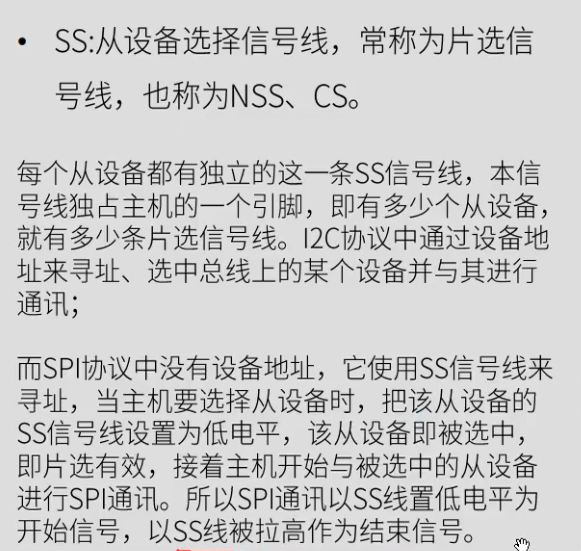 • SS:从设备选择信号线，常称为片选信
号线，也称为NSS、CS。
每个从设备都有独立的这一条SS信号线，本信
号线独占主机的一个引脚，即有多少个从设备，
就有多少条片选信号线。I2C协议中通过设备地
址来寻址、选中总线上的某个设备并与其进行
通讯；
而SPI协议中没有设备地址，它使用SS信号线来
寻址，当主机要选择从设备时，把该从设备的
SS信号线设置为低电平，该从设备即被选中，
即片选有效，接着主机开始与被选中的从设备
进行SPI通讯。所以SPI通讯以SS线置低电平为
开始信号，以SS线被拉高作为结束信号。